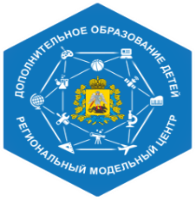 ДОПОЛНИТЕЛЬНОЕ ОБРАЗОВАНИЕ ДЕТЕЙ
РЕГИОНАЛЬНЫЙ МОДЕЛЬНЫЙ ЦЕНТР